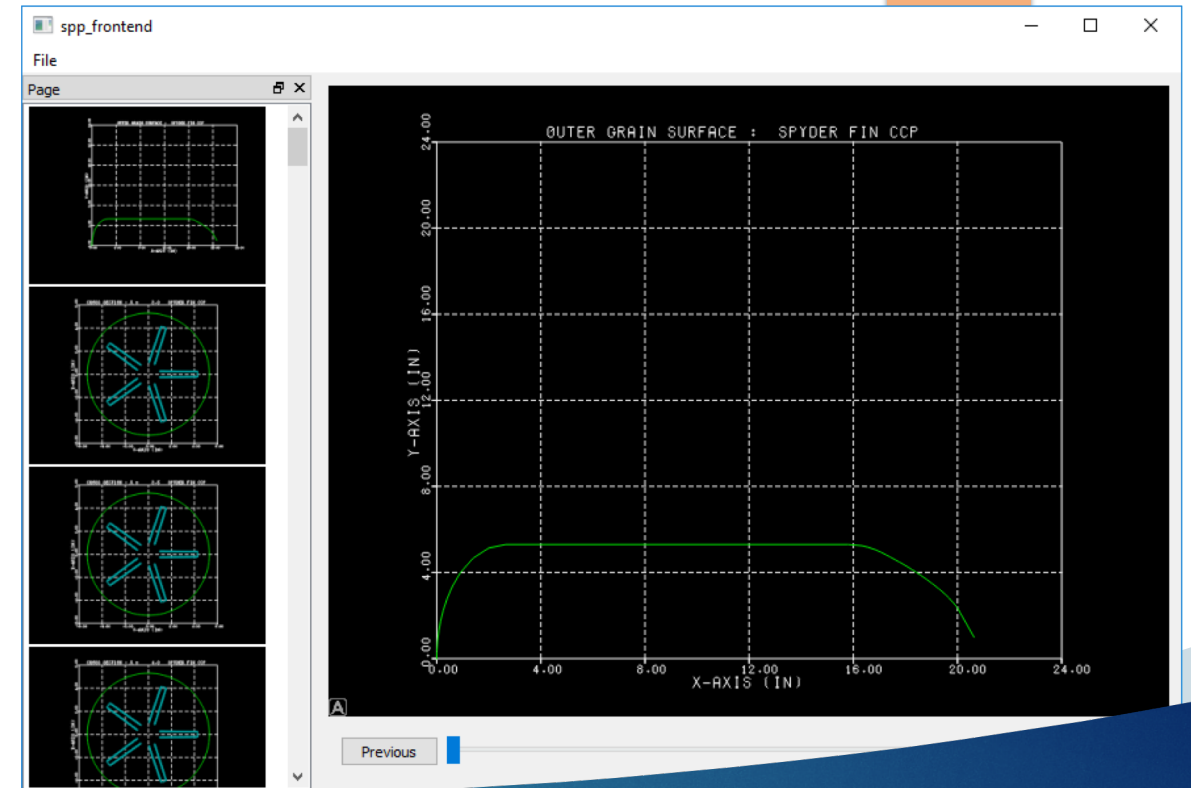 spp_frontend
File
Page
OUTER GRAIN SURFACE : SPYDER FIN CCP
24.00
20.00
16.00
12.00
8.00
4.00
0.00
Y-AXIS (IN)
0.00 4.00 8.00 12.00 16.00 20.00 24.00
X-AXIS (IN)
A
Previous